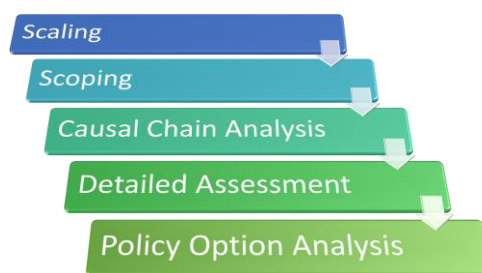 Scaling
Scoping
Causal Chain Analysis
Detailed Assessment
Policy Option Analysis